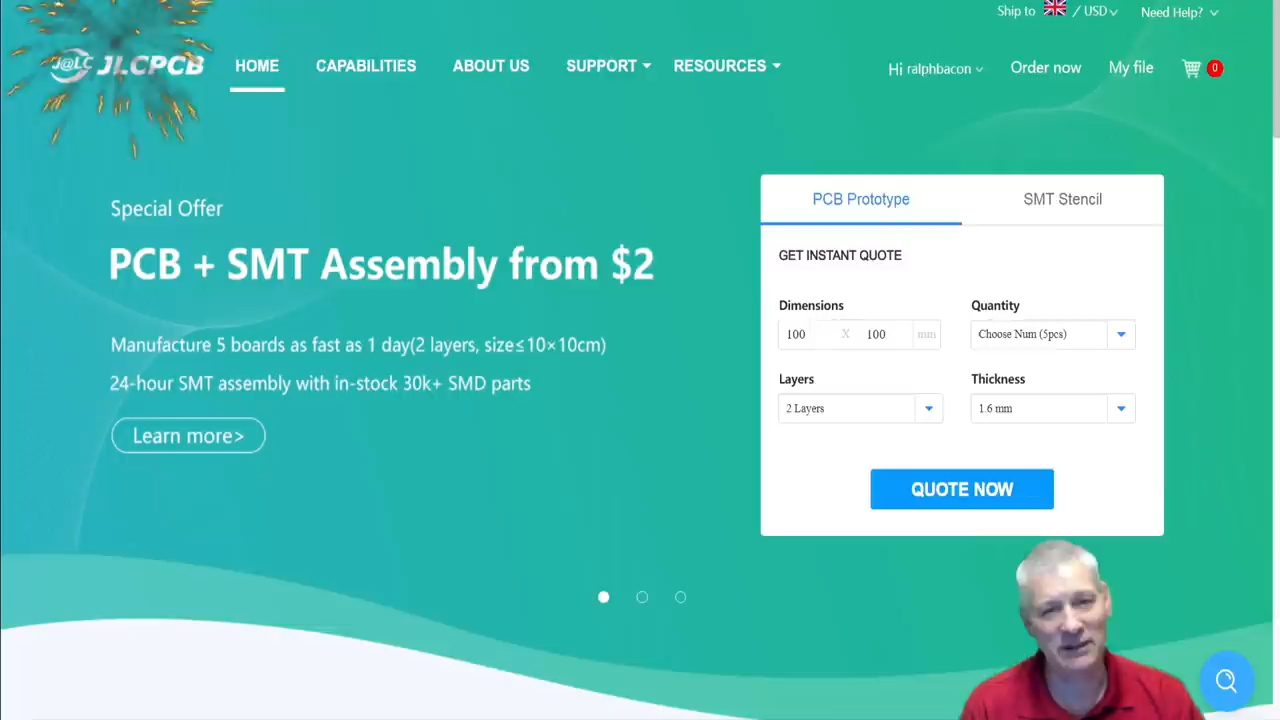 Ship to / USD Need Help?
J@LC JLCPCB HOME CAPABILITIES ABOUT US SUPPORT RESOURCES Hi ralphbacon Order now My file 0
Special Offer
PCB + SMT Assembly from $2
Manufacture 5 boards as fast as 1 day(2 layers, size≤10×10cm)
24-hour SMT assembly with in-stock 30k+ SMD parts
Learn more>
PCB Prototype SMT Stencil
GET INSTANT QUOTE
Dimensions Quantity
100 X 100 mm Choose Num (5pcs)
Layers Thickness
2 Layers 1.6 mm
QUOTE NOW